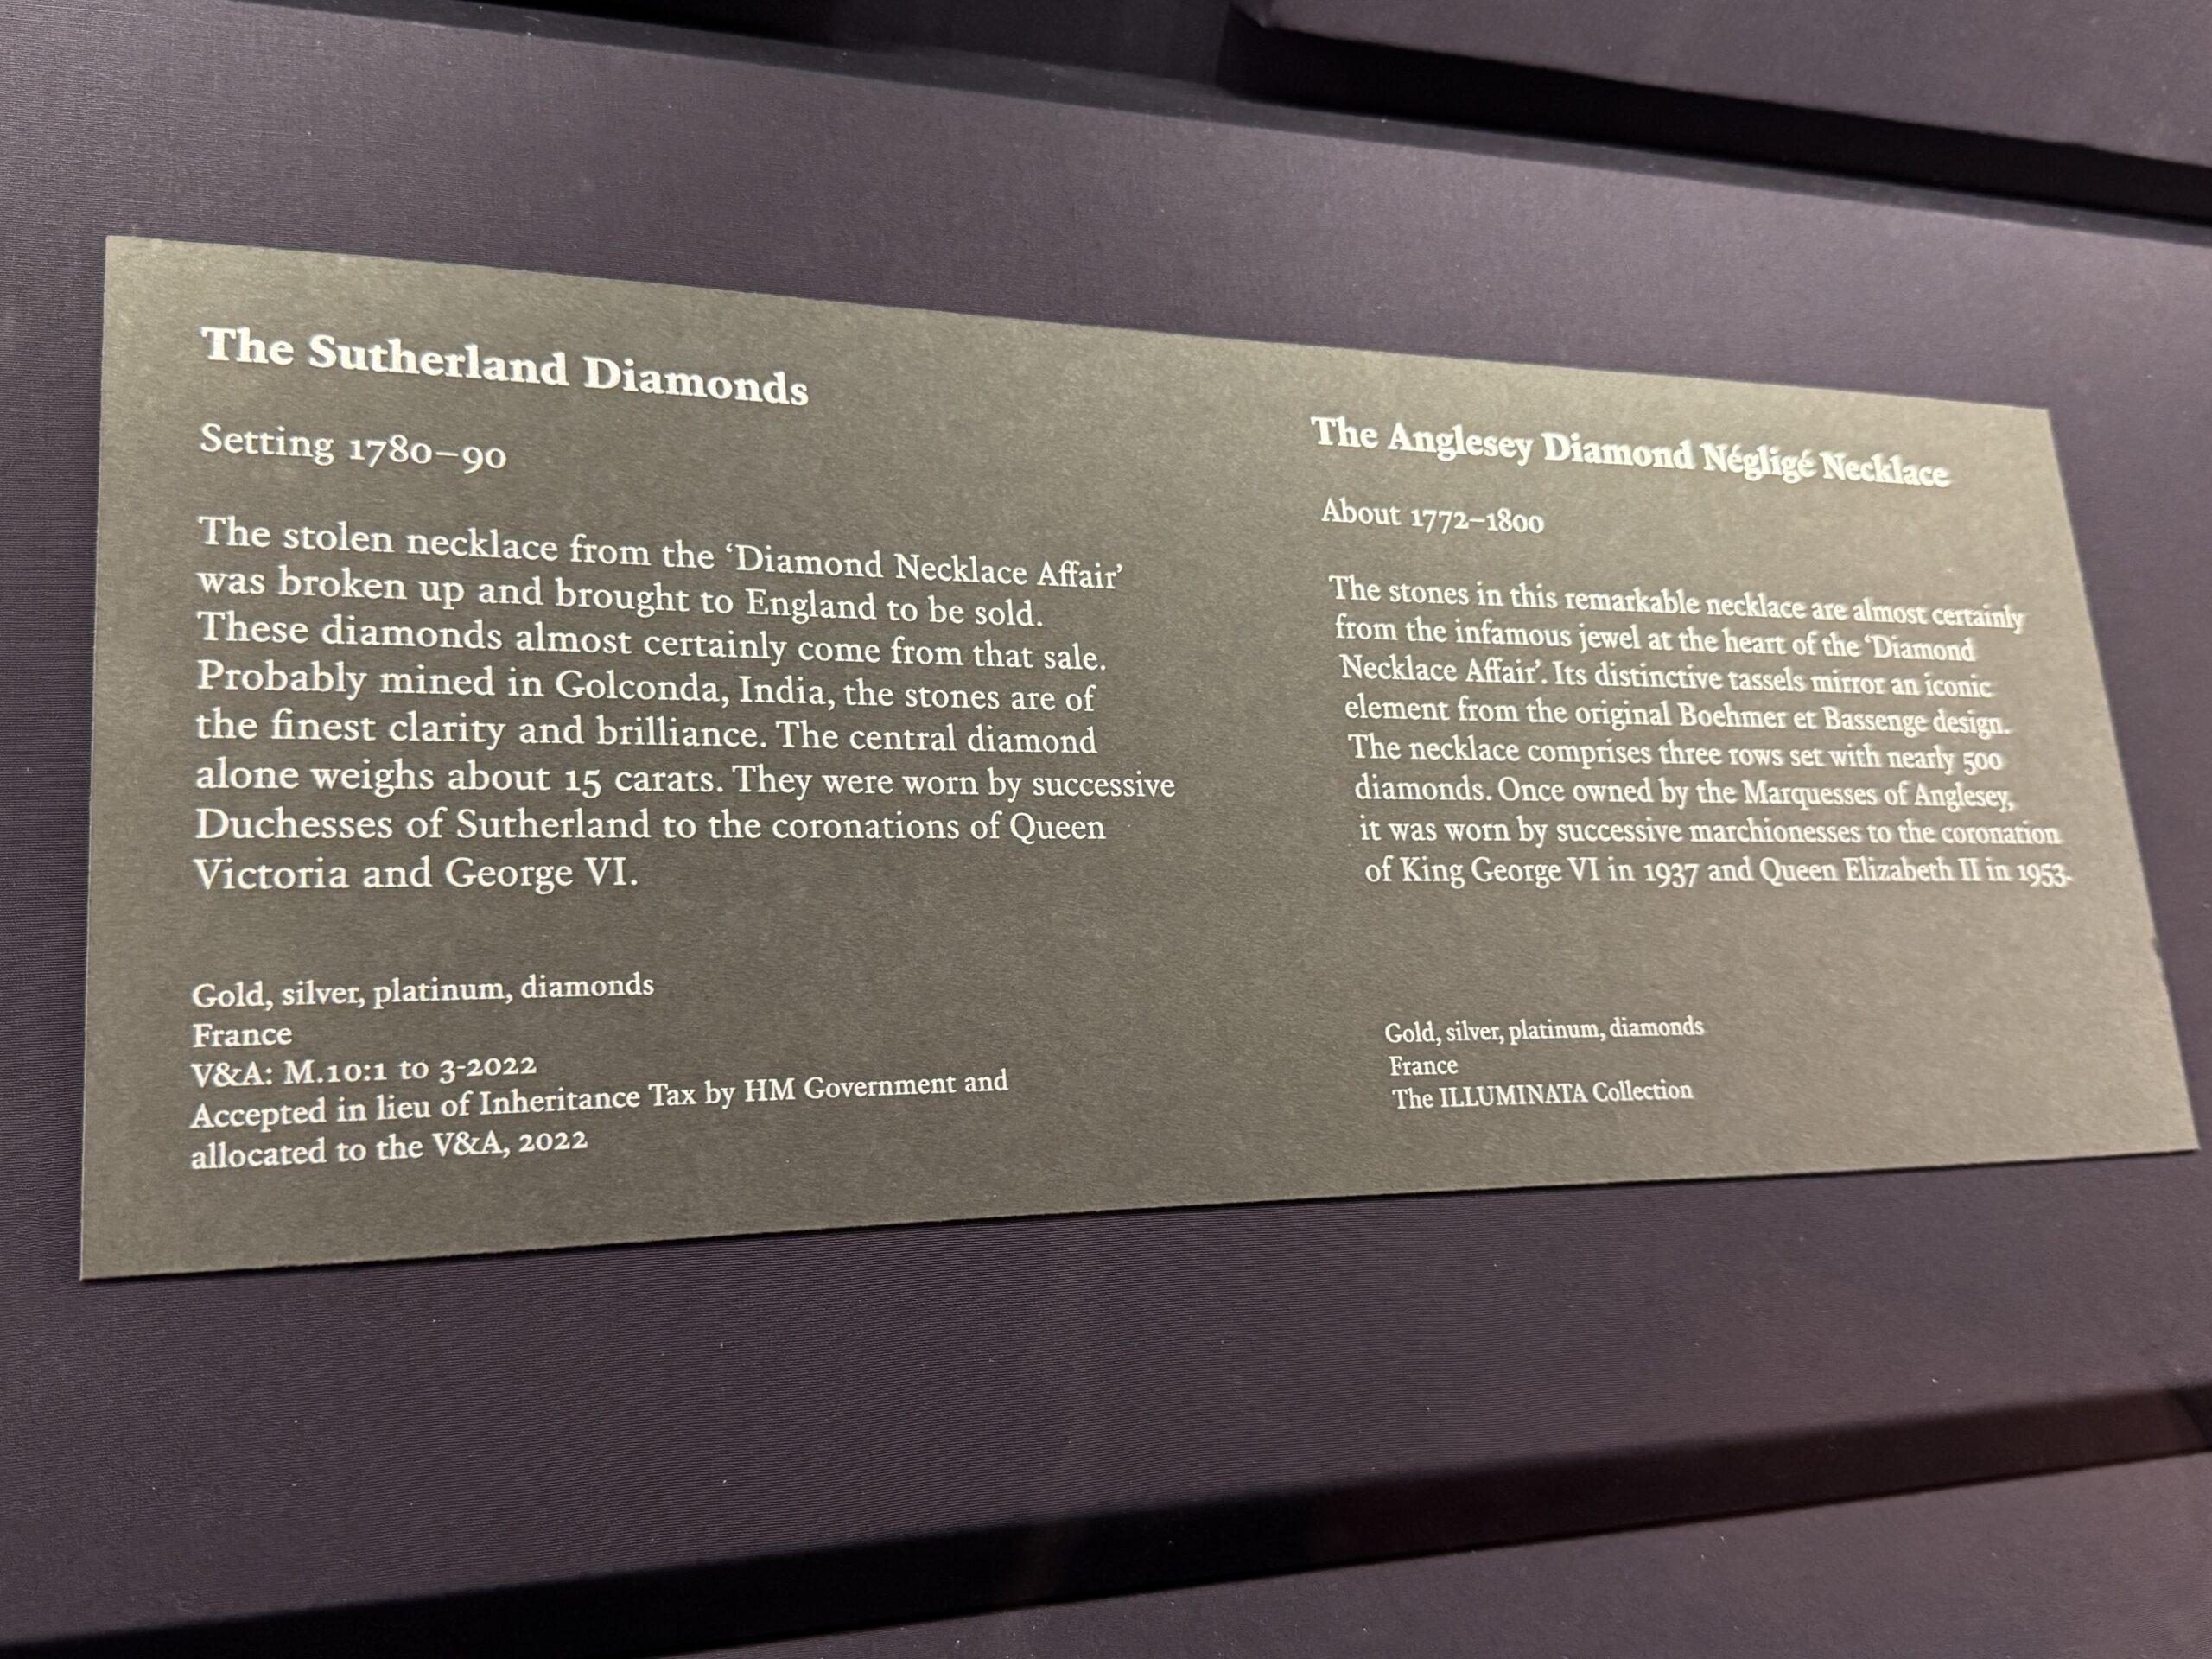 The Sutherland Diamonds
Setting 1780–90
The stolen necklace from the ‘Diamond Necklace Affair’
was broken up and brought to England to be sold.
These diamonds almost certainly come from that sale.
Probably mined in Golconda, India, the stones are of
the finest clarity and brilliance. The central diamond
alone weighs about 15 carats. They were worn by successive
Duchesses of Sutherland to the coronations of Queen
Victoria and George VI.
Gold, silver, platinum, diamonds
France
V&A: M.10:1 to 3-2022
Accepted in lieu of Inheritance Tax by HM Government and
allocated to the V&A, 2022
The Anglesey Diamond Négligé Necklace
About 1772–1800
The stones in this remarkable necklace are almost certainly
from the infamous jewel at the heart of the ‘Diamond
Necklace Affair’. Its distinctive tassels mirror an iconic
element from the original Boehmer et Bassenge design.
The necklace comprises three rows set with nearly 500
diamonds. Once owned by the Marquesses of Anglesey,
it was worn by successive marchionesses to the coronation
of King George VI in 1937 and Queen Elizabeth II in 1953.
Gold, silver, platinum, diamonds
France
The ILLUMINATA Collection